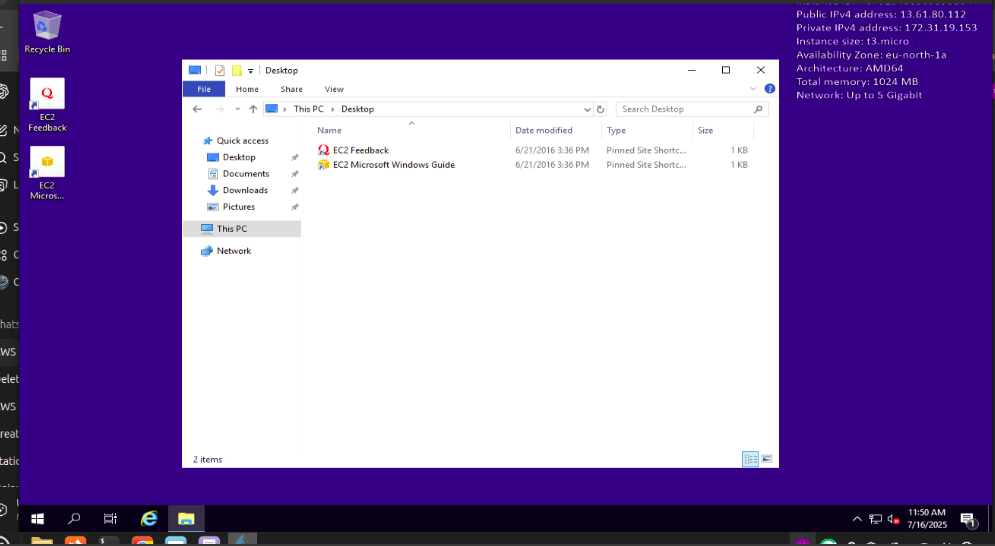 Public IPv4 address: 13.61.80.112
Private IPv4 address: 172.31.19.153
Instance size: t3.micro
Availability Zone: eu-north-1a
Architecture: AMD64
Total memory: 1024 MB
Network: Up to 5 Gigabit
Recycle Bin
EC2
Feedback
EC2
Micros...
Desktop
File Home Share View
This PC Desktop
Search Desktop
Name Date modified Type Size
Quick access
Desktop
Documents
Downloads
Pictures
This PC
Network
EC2 Feedback 6/21/2016 3:36 PM Pinned Site Shortc... 1 KB
EC2 Microsoft Windows Guide 6/21/2016 3:36 PM Pinned Site Shortc... 1 KB
2 items
11:50 AM
7/16/2025
1